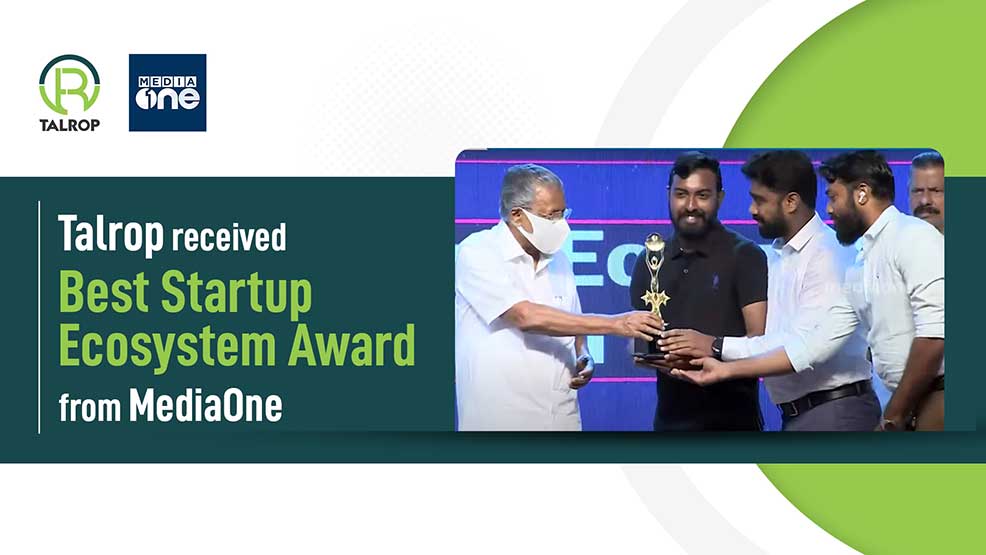 TALROP
MEDIA
one
Talrop received
Best Startup
Ecosystem Award
from MediaOne